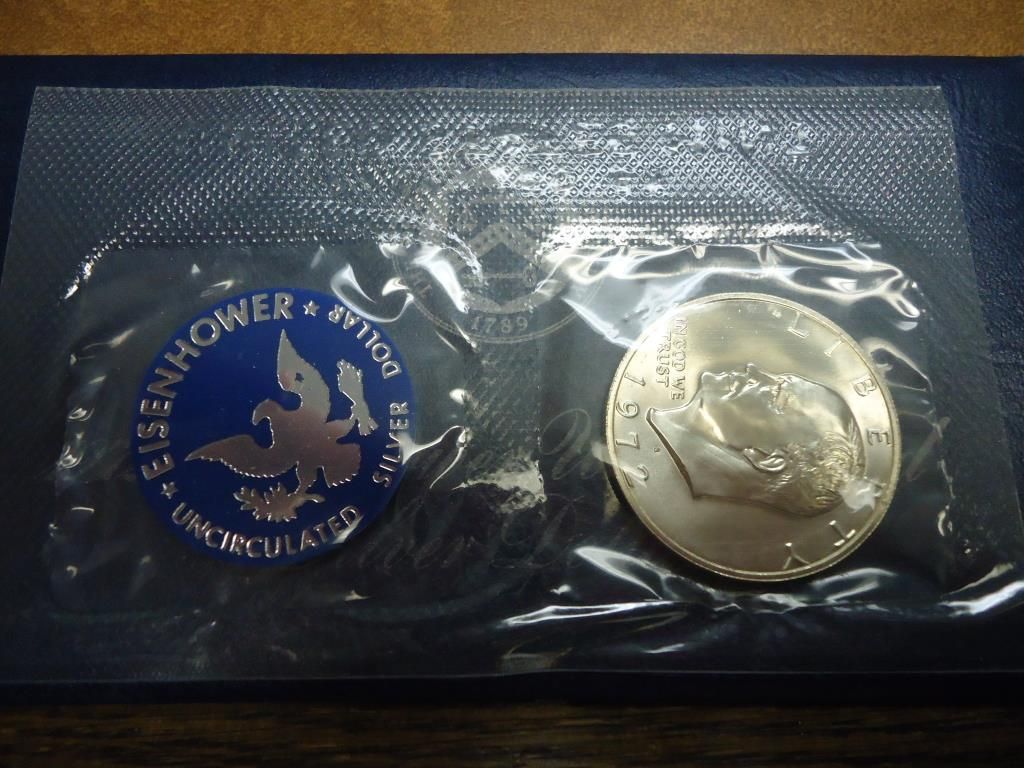 ★ EISENHOWER ★
SILVER DOLLAR
UNCIRCULATED
1789
LIBERTY
IN GOD WE
TRUST
1972